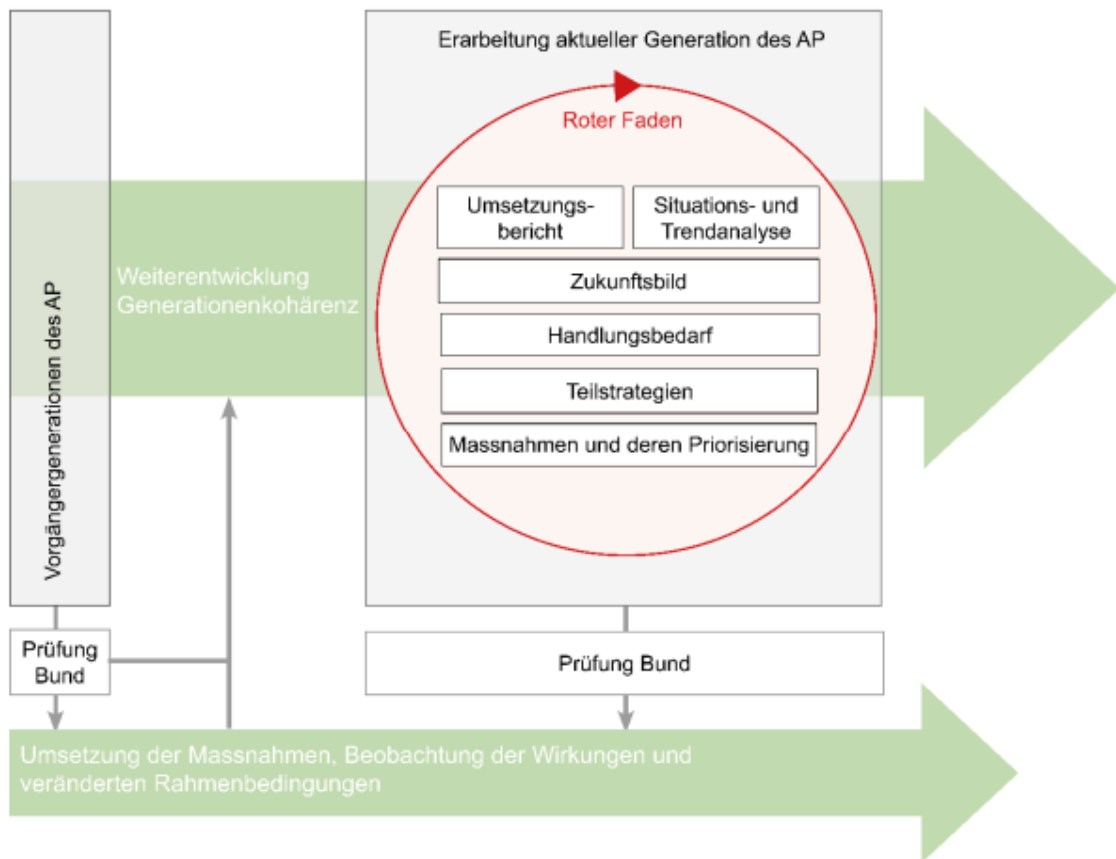 Erarbeitung aktueller Generation des AP
Roter Faden
Umsetzungs-
bericht
Situations- und
Trendanalyse
Zukunftsbild
Handlungsbedarf
Teilstrategien
Massnahmen und deren Priorisierung
Weiterentwicklung
Generationenkohärenz
Vorgängergenerationen des AP
Prüfung
Bund
Prüfung Bund
Umsetzung der Massnahmen, Beobachtung der Wirkungen und
veränderten Rahmenbedingungen